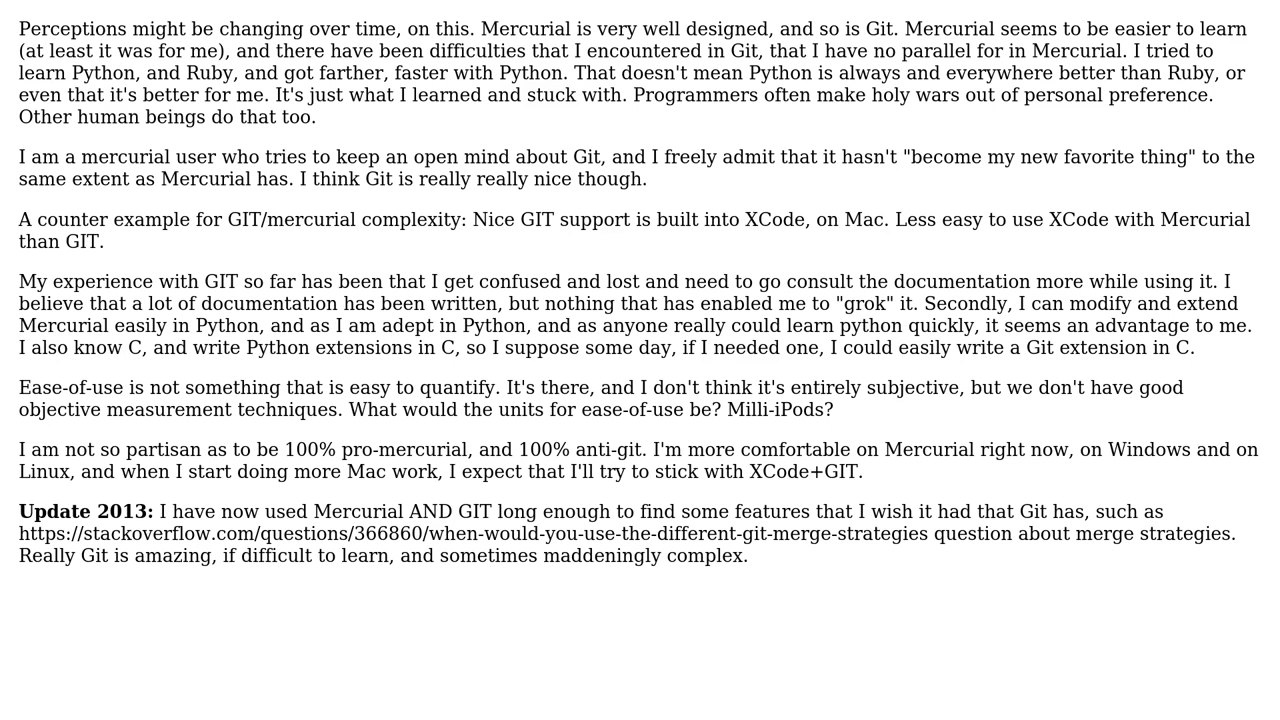 Perceptions might be changing over time, on this. Mercurial is very well designed, and so is Git. Mercurial seems to be easier to learn
(at least it was for me), and there have been difficulties that I encountered in Git, that I have no parallel for in Mercurial. I tried to
learn Python, and Ruby, and got farther, faster with Python. That doesn't mean Python is always and everywhere better than Ruby, or
even that it's better for me. It's just what I learned and stuck with. Programmers often make holy wars out of personal preference.
Other human beings do that too.
I am a mercurial user who tries to keep an open mind about Git, and I freely admit that it hasn't "become my new favorite thing" to the
same extent as Mercurial has. I think Git is really really nice though.
A counter example for GIT/mercurial complexity: Nice GIT support is built into XCode, on Mac. Less easy to use XCode with Mercurial
than GIT.
My experience with GIT so far has been that I get confused and lost and need to go consult the documentation more while using it. I
believe that a lot of documentation has been written, but nothing that has enabled me to "grok" it. Secondly, I can modify and extend
Mercurial easily in Python, and as I am adept in Python, and as anyone really could learn python quickly, it seems an advantage to me.
I also know C, and write Python extensions in C, so I suppose some day, if I needed one, I could easily write a Git extension in C.
Ease-of-use is not something that is easy to quantify. It's there, and I don't think it's entirely subjective, but we don't have good
objective measurement techniques. What would the units for ease-of-use be? Milli-iPods?
I am not so partisan as to be 100% pro-mercurial, and 100% anti-git. I'm more comfortable on Mercurial right now, on Windows and on
Linux, and when I start doing more Mac work, I expect that I'll try to stick with XCode+GIT.
Update 2013: I have now used Mercurial AND GIT long enough to find some features that I wish it had that Git has, such as
https://stackoverflow.com/questions/366860/when-would-you-use-the-different-git-merge-strategies question about merge strategies.
Really Git is amazing, if difficult to learn, and sometimes maddeningly complex.